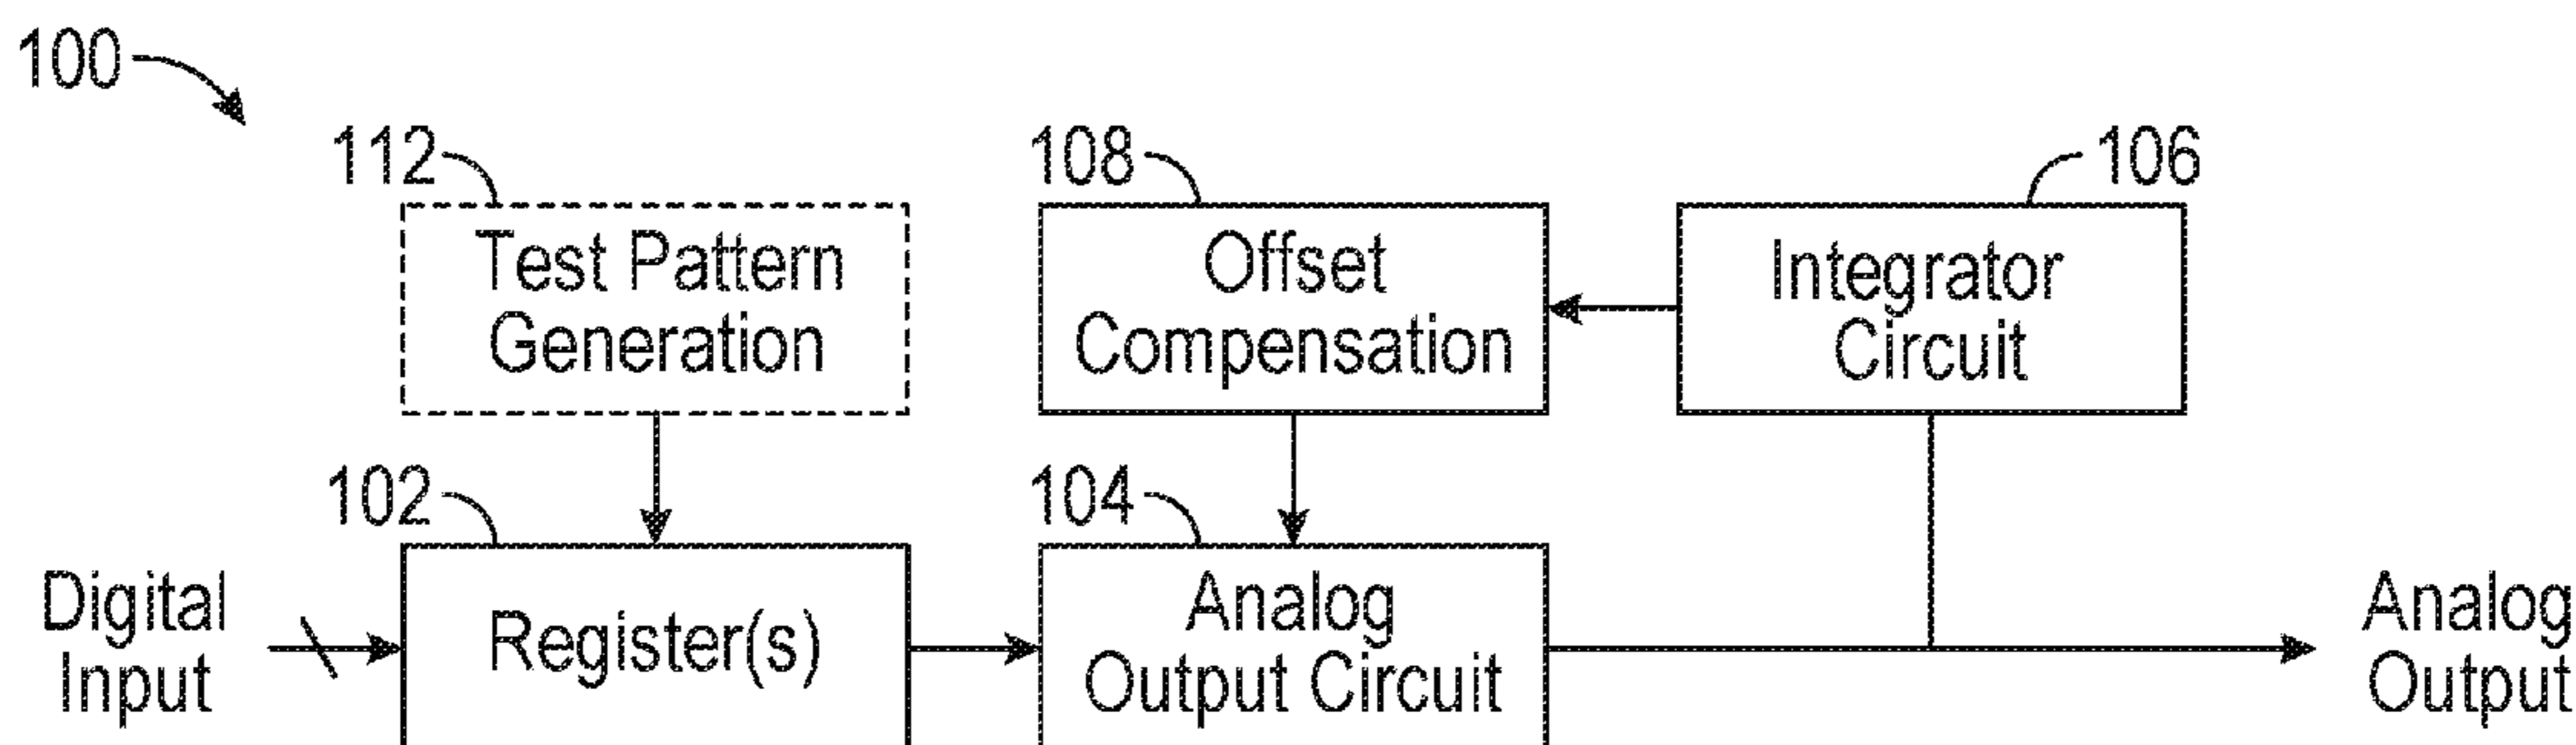 100
112
108
106
Test Pattern
Generation
Offset
Compensation
Integrator
Circuit
102
104
Digital
Input
Register(s)
Analog
Output Circuit
Analog
Output